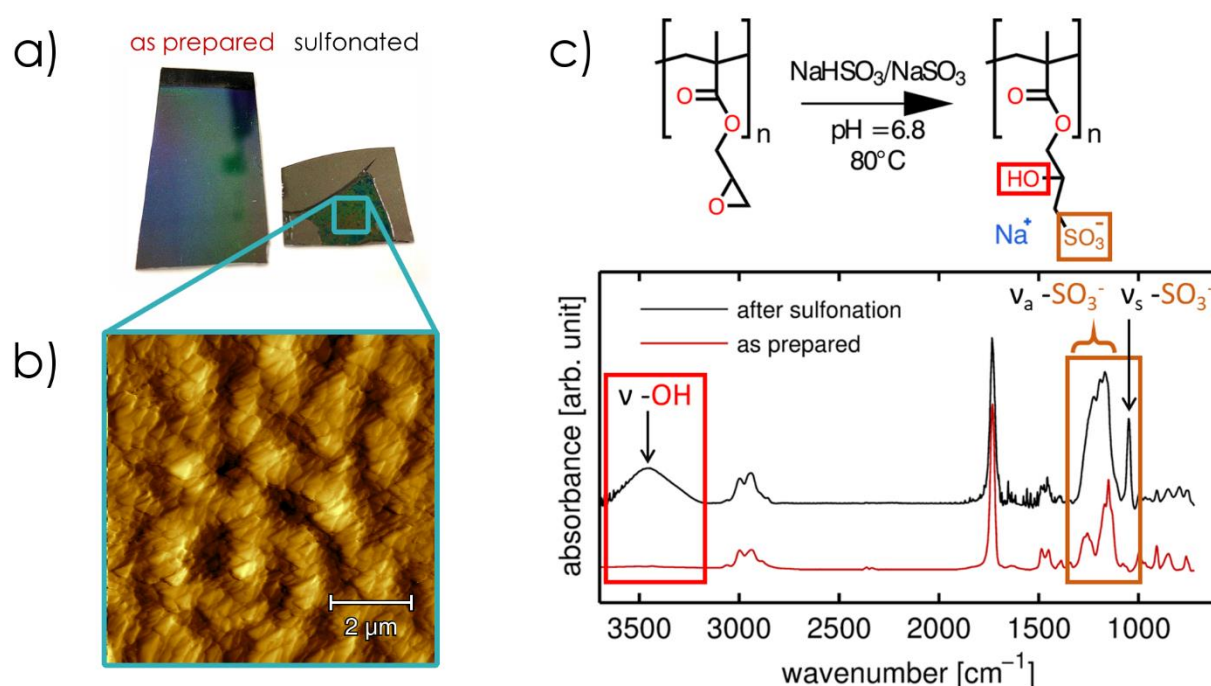 a)
as prepared sulfonated
b)
2 µm
c)
O
O
n
O
NaHSO3/NaSO3
pH = 6.8
80°C
O
O
n
HO
Na+
SO3-
νa -SO3- νs -SO3-
after sulfonation
as prepared
ν -OH
absorbance [arb. unit]
3500 3000 2500 2000 1500 1000
wavenumber [cm−1]